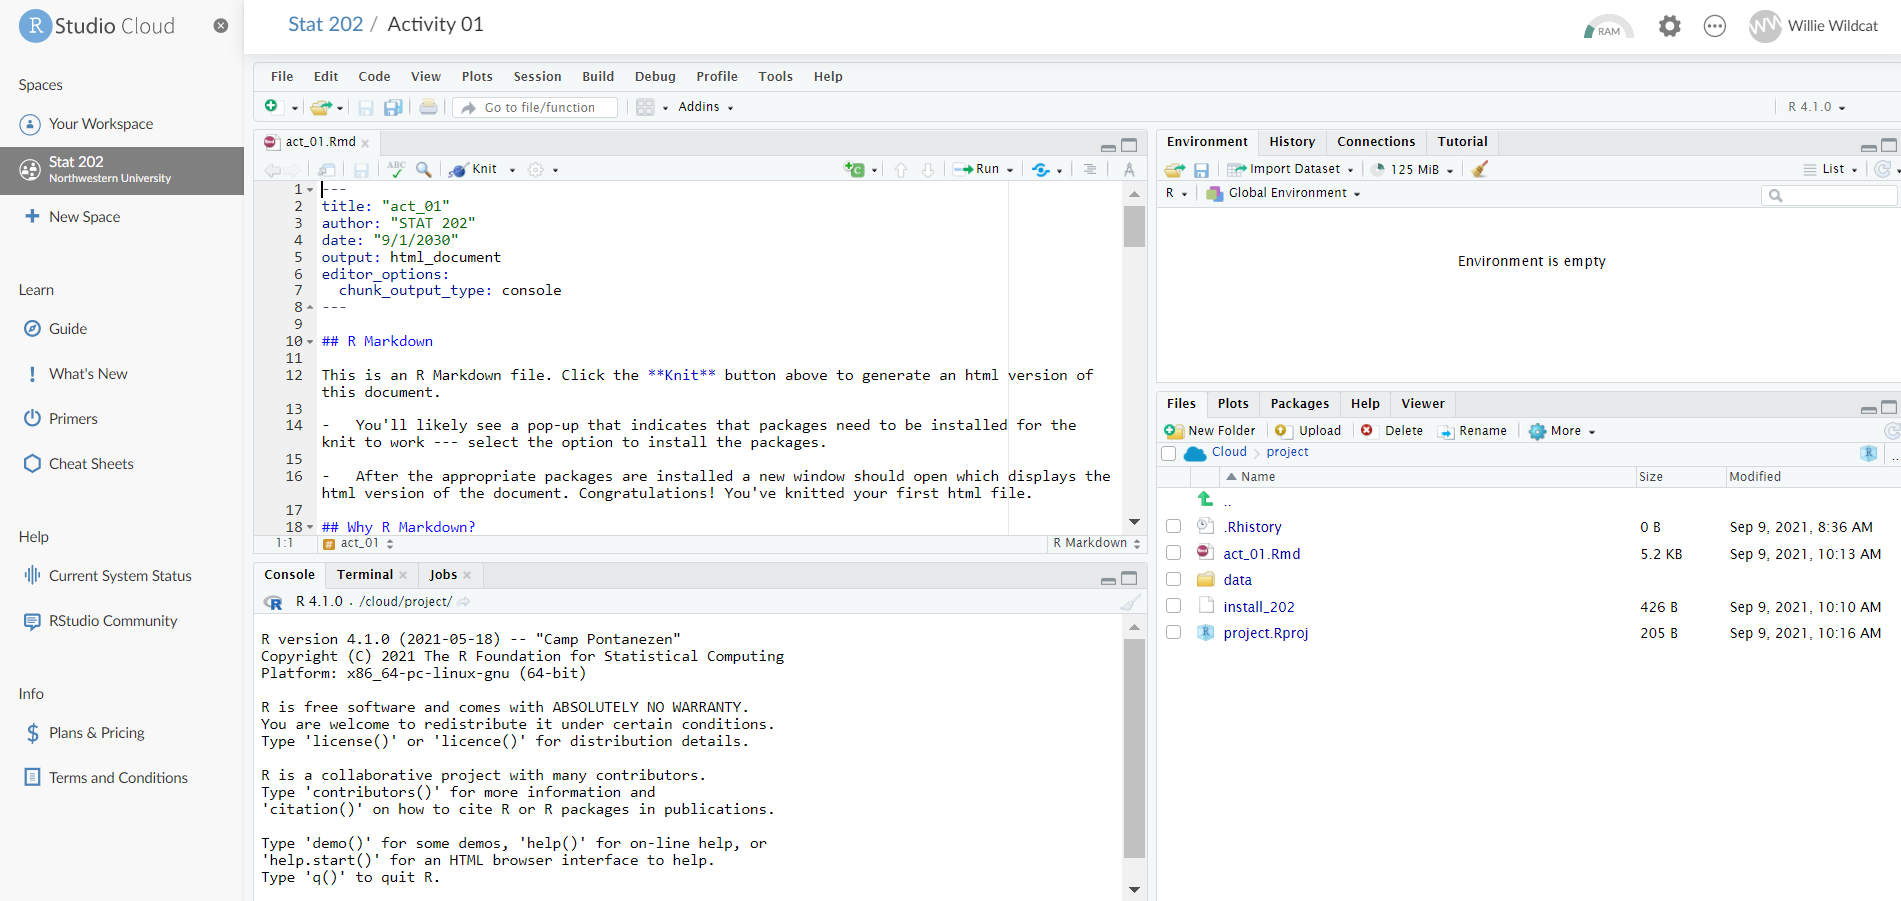 R Studio Cloud
Spaces
Your Workspace
Stat 202
Northwestern University
New Space
Learn
Guide
What's New
Primers
Cheat Sheets
Help
Current System Status
RStudio Community
Info
Plans & Pricing
Terms and Conditions
Stat 202 / Activity 01
RAM
WW Willie Wildcat
File Edit Code View Plots Session Build Debug Profile Tools Help
Go to file/function Addins R 4.1.0
act_01.Rmd
ABC Knit Run
1 ---
2 title: "act_01"
3 author: "STAT 202"
4 date: "9/1/2030"
5 output: html_document
6 editor_options:
7 chunk_output_type: console
8 ---
9
10 ## R Markdown
11
12 This is an R Markdown file. Click the **Knit** button above to generate an html version of
this document.
13
14 - You'll likely see a pop-up that indicates that packages need to be installed for the
knit to work --- select the option to install the packages.
15
16 - After the appropriate packages are installed a new window should open which displays the
html version of the document. Congratulations! You've knitted your first html file.
17
18 ## Why R Markdown?
1:1 # act_01 R Markdown
Console Terminal Jobs
R R 4.1.0 · /cloud/project/
R version 4.1.0 (2021-05-18) -- "Camp Pontanezen"
Copyright (C) 2021 The R Foundation for Statistical Computing
Platform: x86_64-pc-linux-gnu (64-bit)
R is free software and comes with ABSOLUTELY NO WARRANTY.
You are welcome to redistribute it under certain conditions.
Type 'license()' or 'licence()' for distribution details.
R is a collaborative project with many contributors.
Type 'contributors()' for more information and
'citation()' on how to cite R or R packages in publications.
Type 'demo()' for some demos, 'help()' for on-line help, or
'help.start()' for an HTML browser interface to help.
Type 'q()' to quit R.
Environment History Connections Tutorial
Import Dataset 125 MiB List
R Global Environment
Environment is empty
Files Plots Packages Help Viewer
New Folder Upload Delete Rename More
Cloud project R ...
Name Size Modified
..
.Rhistory 0 B Sep 9, 2021, 8:36 AM
act_01.Rmd 5.2 KB Sep 9, 2021, 10:13 AM
data
install_202 426 B Sep 9, 2021, 10:10 AM
project.Rproj 205 B Sep 9, 2021, 10:16 AM